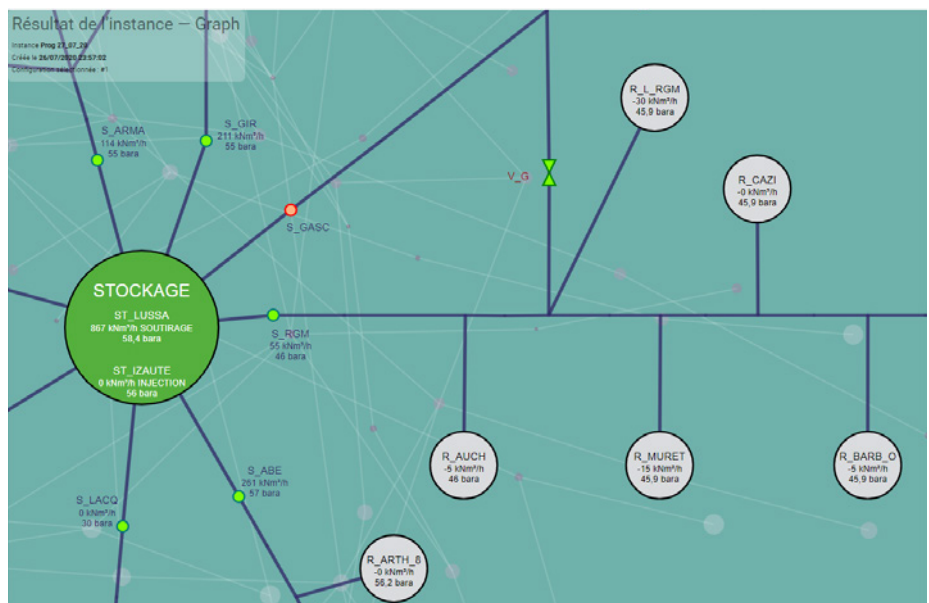 Résultat de l'instance — Graph
Instance Prog 27_07_20
Créée le 26/07/2020 23:57:02
Configuration sélectionnée : #1
S_ARMA
114 kNm³/h
55 bara
S_GIR
211 kNm³/h
55 bara
R_L_RGM
-30 kNm³/h
45,9 bara
V_G
R_CAZI
-0 kNm³/h
45,9 bara
S_GASC
STOCKAGE
ST_LUSSA
867 kNm³/h SOUTIRAGE
58,4 bara
ST_IZAUTE
0 kNm³/h INJECTION
56 bara
S_RGM
55 kNm³/h
46 bara
R_AUCH
-5 kNm³/h
46 bara
R_MURET
-15 kNm³/h
45,9 bara
R_BARB_O
-5 kNm³/h
45,9 bara
S_ABE
261 kNm³/h
57 bara
S_LACQ
0 kNm³/h
30 bara
R_ARTH_8
-0 kNm³/h
56,2 bara